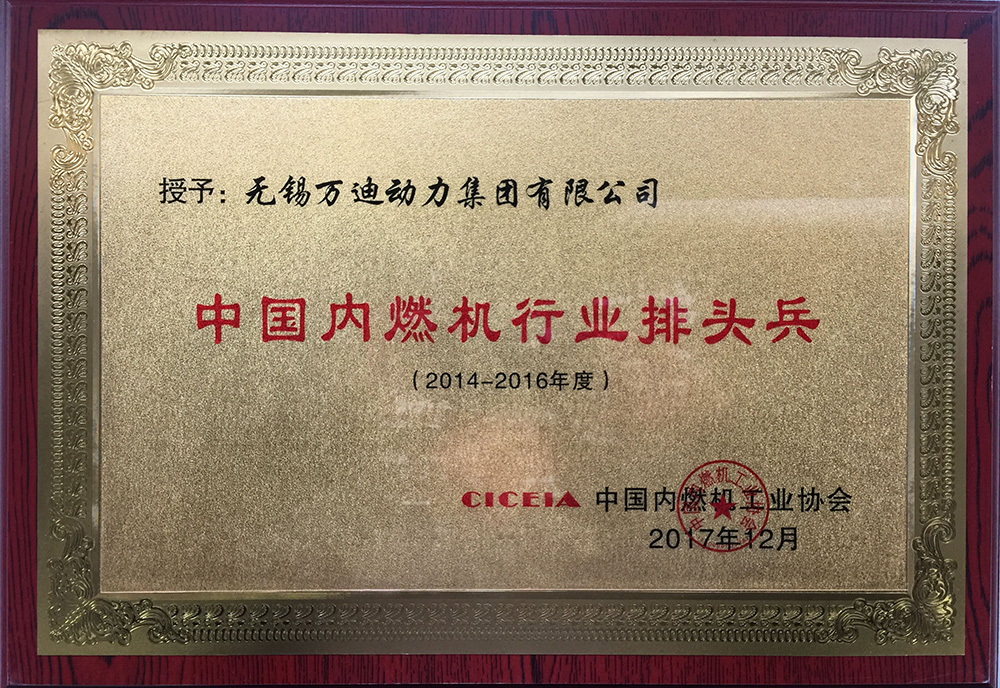 授予：无锡万迪动力集团有限公司
中国内燃机行业排头兵
（2014-2016年度）
CICEIA 中国内燃机工业协会
2017年12月